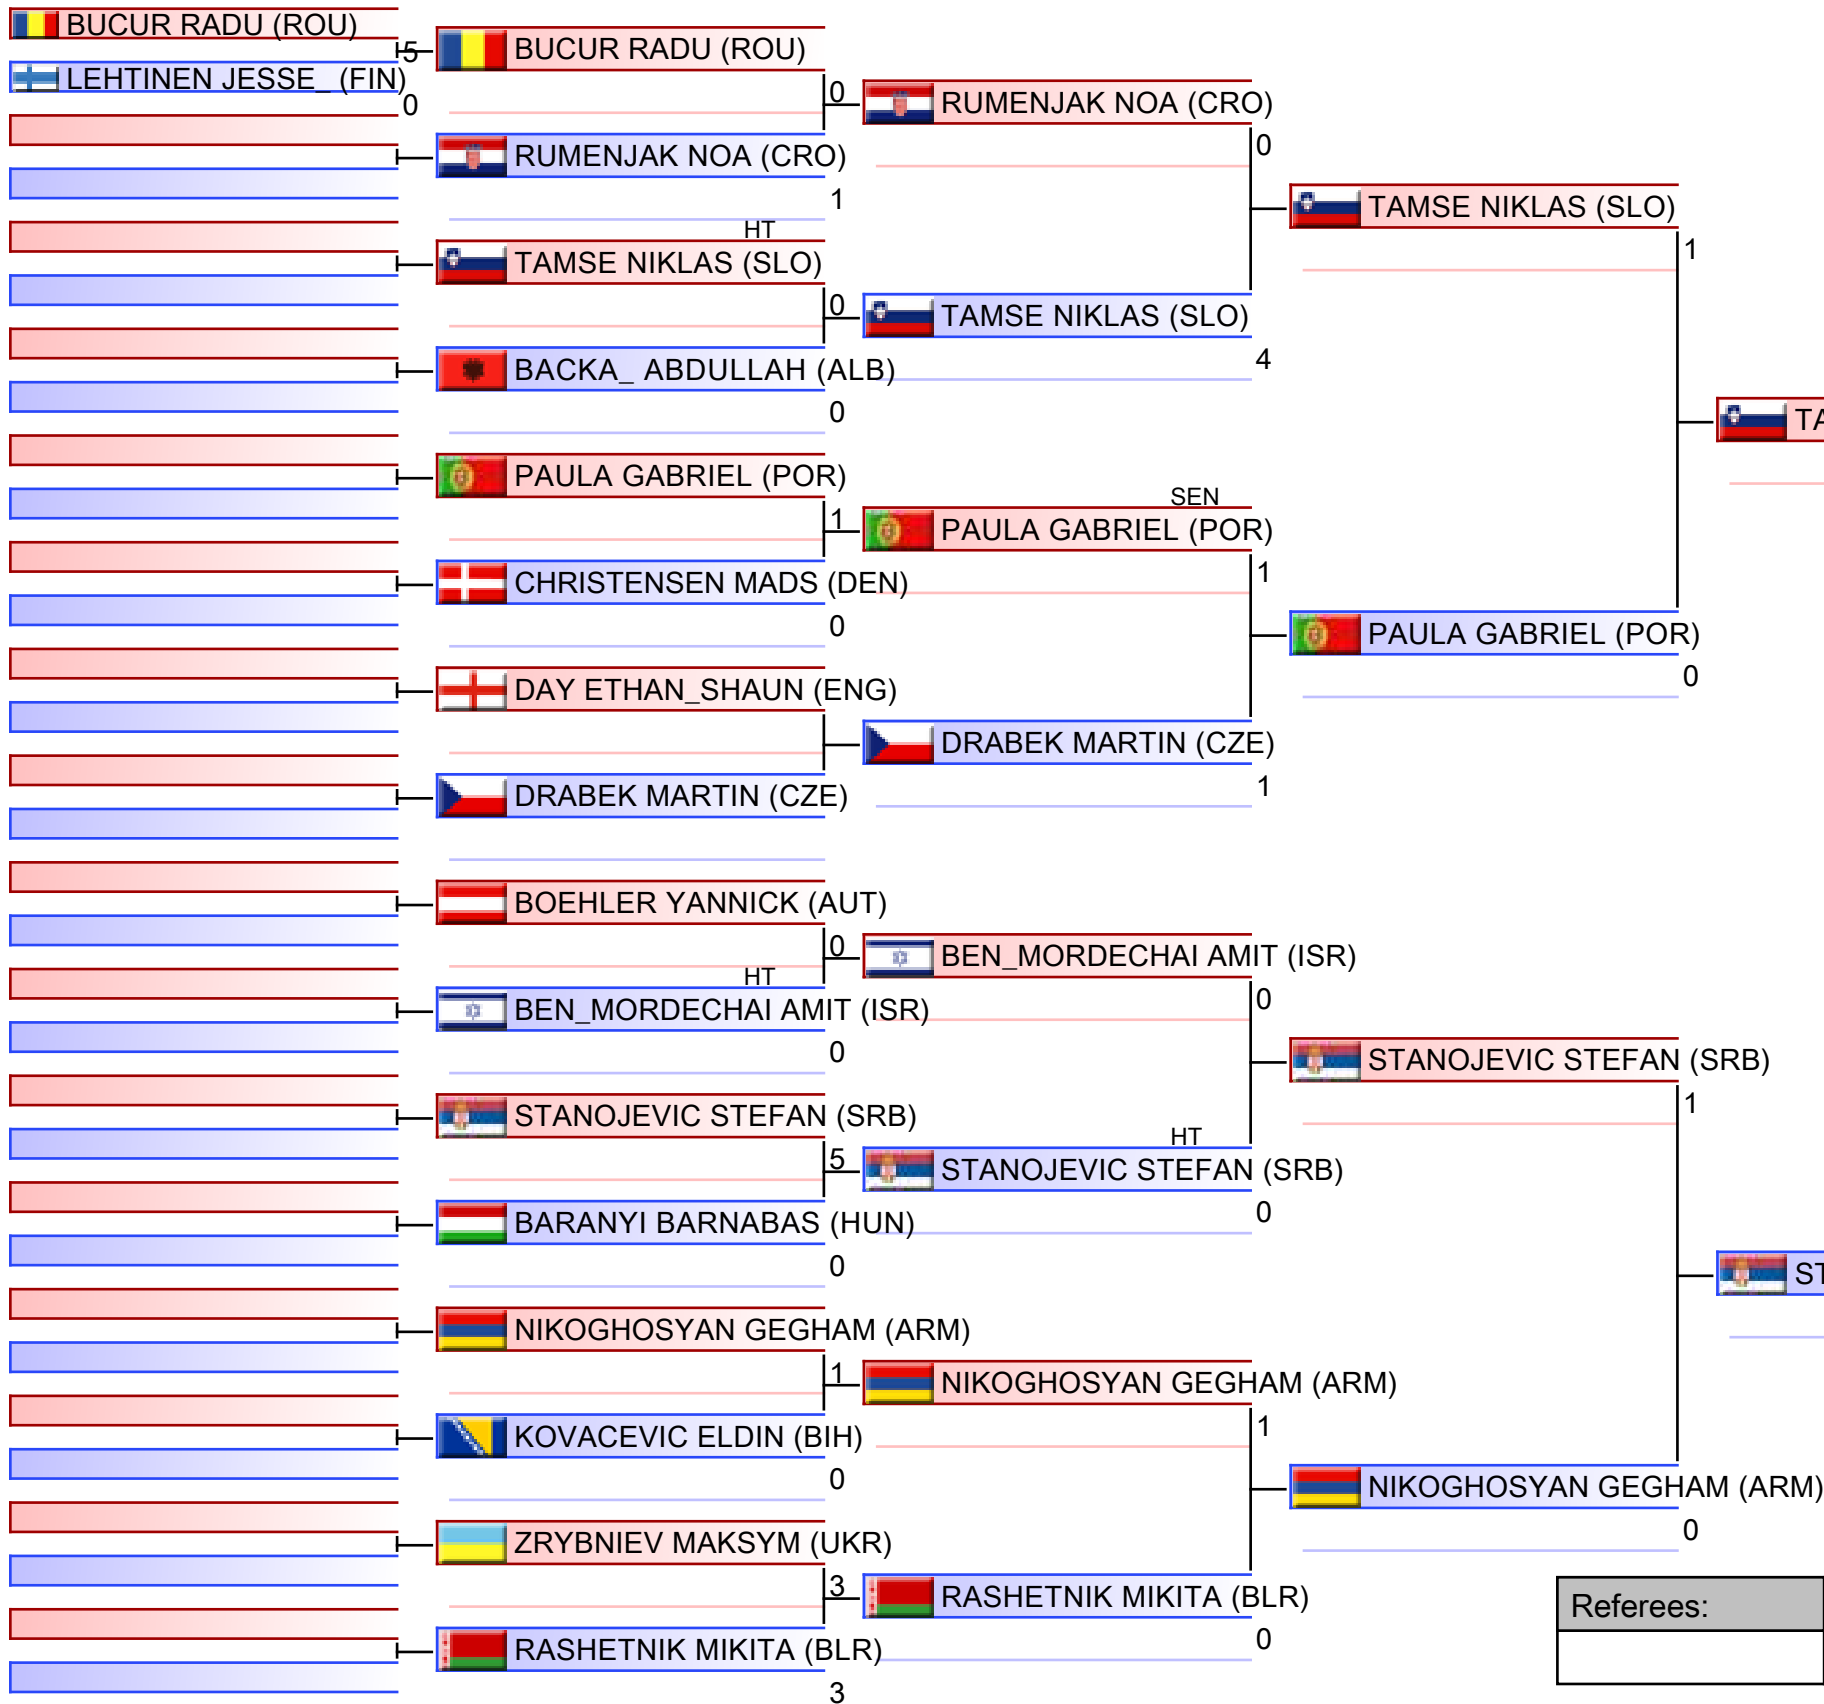 BUCUR RADU (ROU)
5
LEHTINEN JESSE_ (FIN)
0
BUCUR RADU (ROU)
0
RUMENJAK NOA (CRO)
1
HT
TAMSE NIKLAS (SLO)
0
BACKA_ ABDULLAH (ALB)
0
PAULA GABRIEL (POR)
1
CHRISTENSEN MADS (DEN)
0
DAY ETHAN_SHAUN (ENG)
DRABEK MARTIN (CZE)
BOEHLER YANNICK (AUT)
0
HT
BEN_MORDECHAI AMIT (ISR)
0
STANOJEVIC STEFAN (SRB)
5
BARANYI BARNABAS (HUN)
0
NIKOGHOSYAN GEGHAM (ARM)
1
KOVACEVIC ELDIN (BIH)
0
ZRYBNIEV MAKSYM (UKR)
3
RASHETNIK MIKITA (BLR)
3
RUMENJAK NOA (CRO)
0
TAMSE NIKLAS (SLO)
4
SEN
PAULA GABRIEL (POR)
1
DRABEK MARTIN (CZE)
1
BEN_MORDECHAI AMIT (ISR)
0
HT
STANOJEVIC STEFAN (SRB)
0
NIKOGHOSYAN GEGHAM (ARM)
1
RASHETNIK MIKITA (BLR)
0
TAMSE NIKLAS (SLO)
1
PAULA GABRIEL (POR)
0
STANOJEVIC STEFAN (SRB)
1
NIKOGHOSYAN GEGHAM (ARM)
0
Referees: